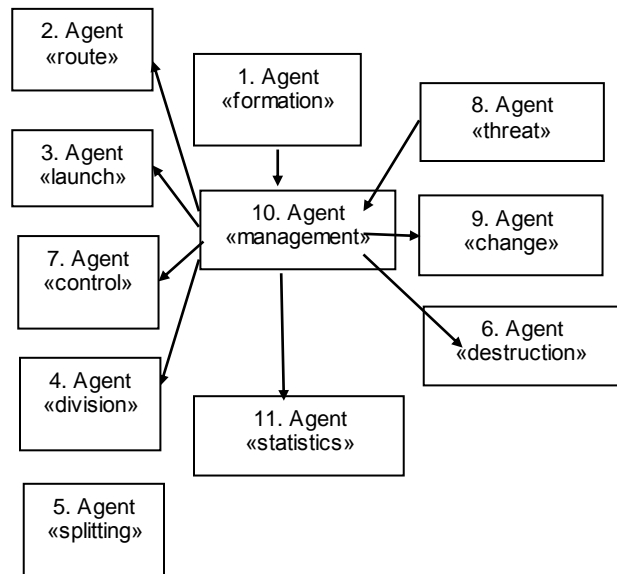 2. Agent
«route»
1. Agent
«formation»
8. Agent
«threat»
3. Agent
«launch»
10. Agent
«management»
9. Agent
«change»
7. Agent
«control»
6. Agent
«destruction»
4. Agent
«division»
11. Agent
«statistics»
5. Agent
«splitting»